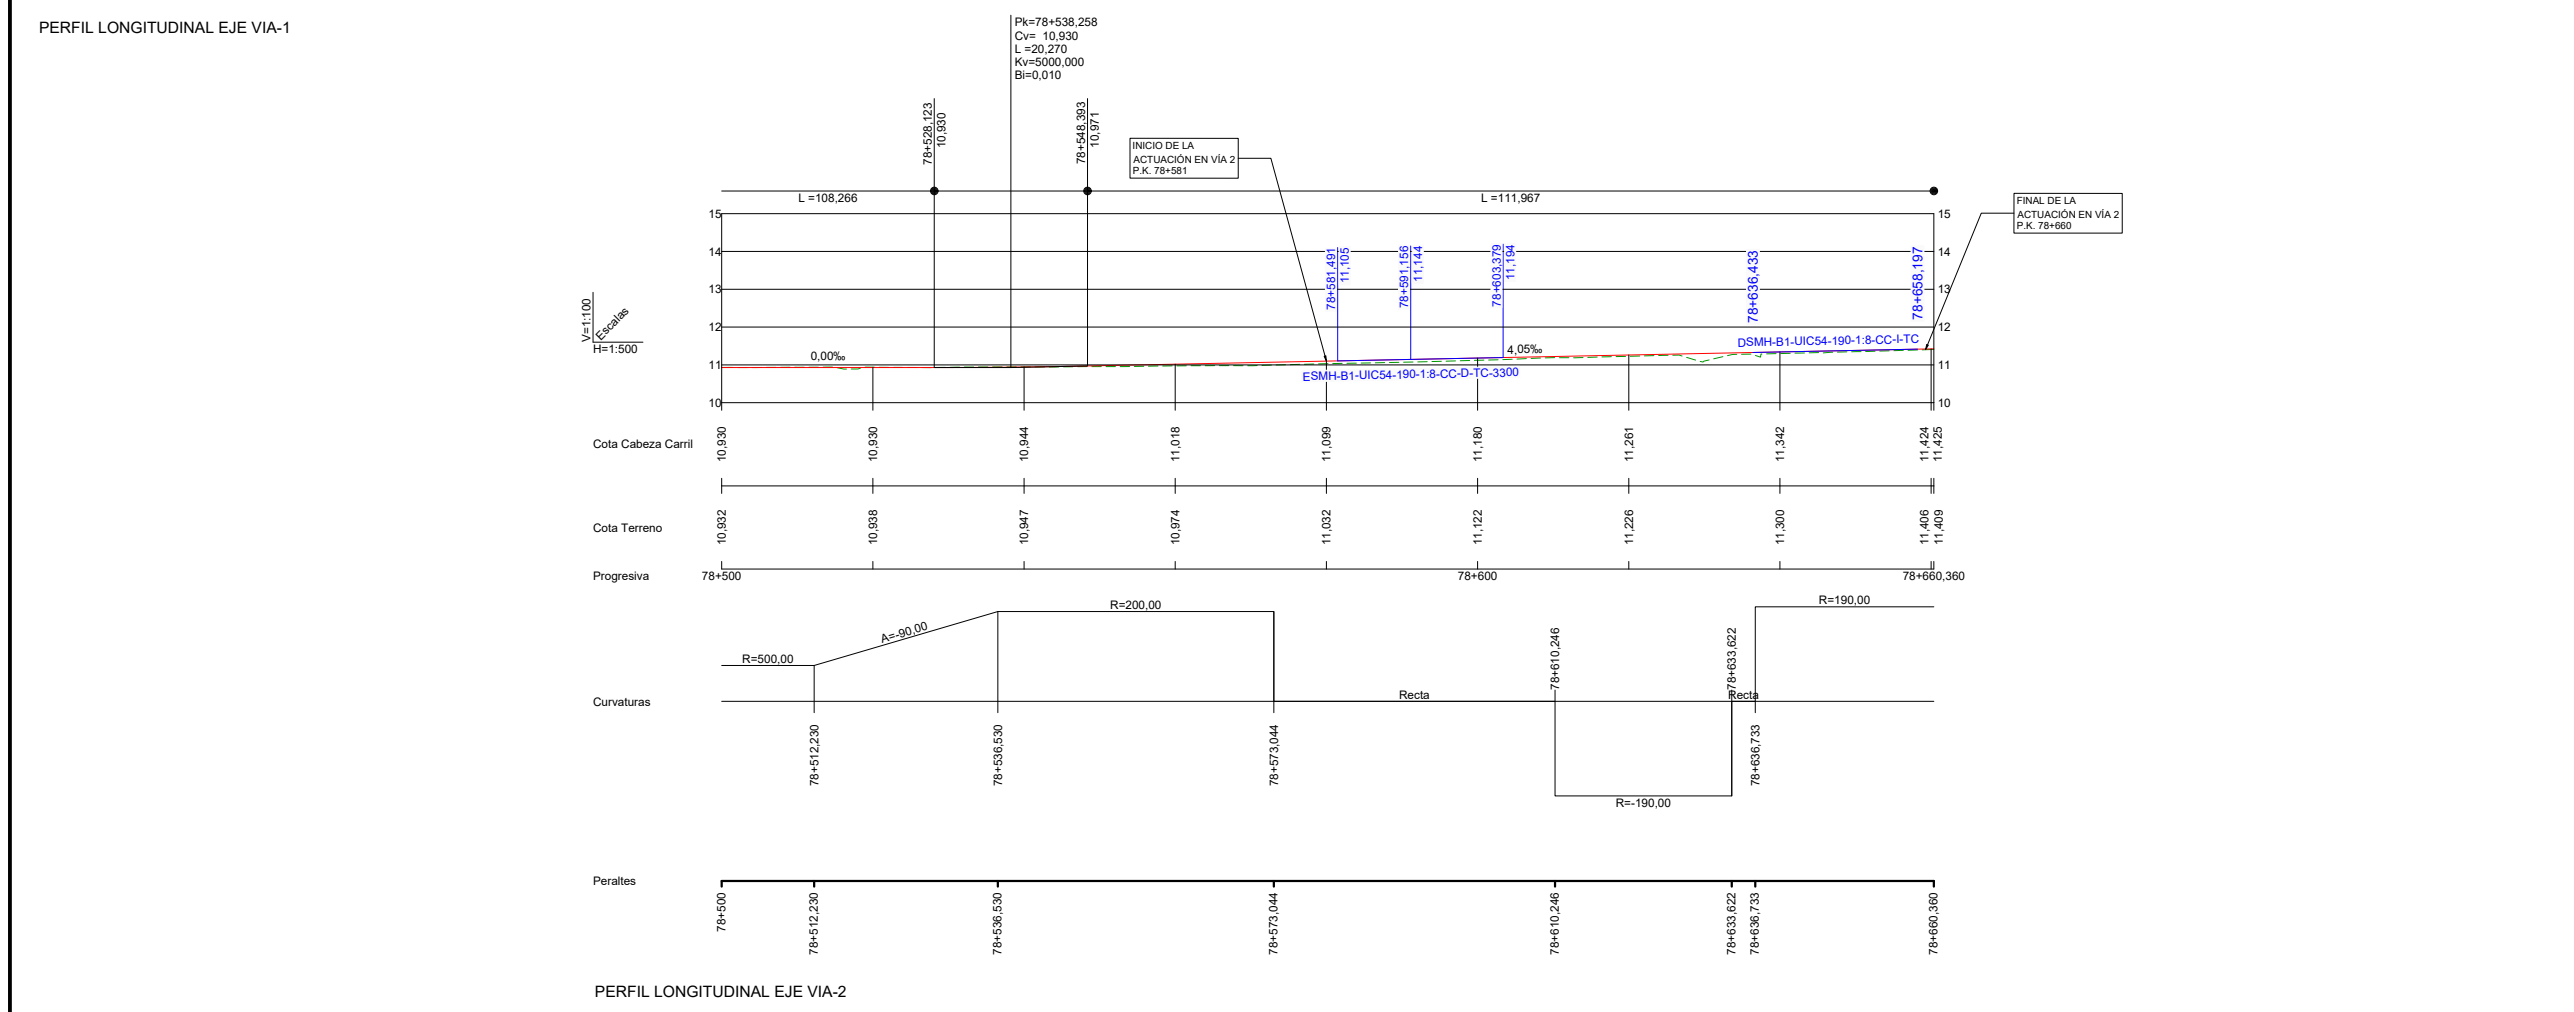 PERFIL LONGITUDINAL EJE VIA-1
Pk=78+538,258
Cv= 10,930
L =20,270
Kv=5000,000
Bi=0,010
78+528,123
10,930
78+548,393
10,971
INICIO DE LA
ACTUACIÓN EN VÍA 2
P.K. 78+581
L =108,266
L =111,967
FINAL DE LA
ACTUACIÓN EN VÍA 2
P.K. 78+660
15
15
14
14
13
13
12
12
11
11
10
10
78+581,491
11,105
78+591,156
11,144
78+603,379
11,194
78+636,433
78+658,197
V=1:100
Escalas
H=1:500
0,00‰
4,05‰
DSMH-B1-UIC54-190-1:8-CC-I-TC
ESMH-B1-UIC54-190-1:8-CC-D-TC-3300
Cota Cabeza Carril
10,930
10,930
10,944
11,018
11,099
11,180
11,261
11,342
11,424
11,425
Cota Terreno
10,932
10,938
10,947
10,974
11,032
11,122
11,226
11,300
11,406
11,409
Progresiva
78+500
78+600
78+660,360
R=500,00
A=-90,00
R=200,00
Recta
78+610,246
78+633,622
Recta
R=190,00
Curvaturas
78+512,230
78+536,530
78+573,044
R=-190,00
78+636,733
Peraltes
78+500
78+512,230
78+536,530
78+573,044
78+610,246
78+633,622
78+636,733
78+660,360
PERFIL LONGITUDINAL EJE VIA-2